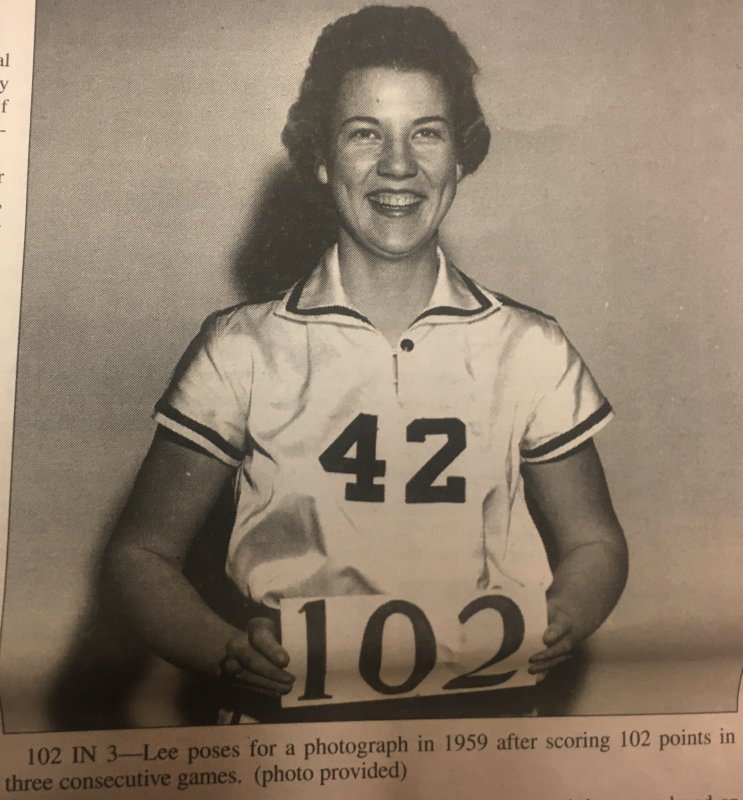 al
y
f
-
r
,
42
102
102 IN 3—Lee poses for a photograph in 1959 after scoring 102 points in
three consecutive games. (photo provided)